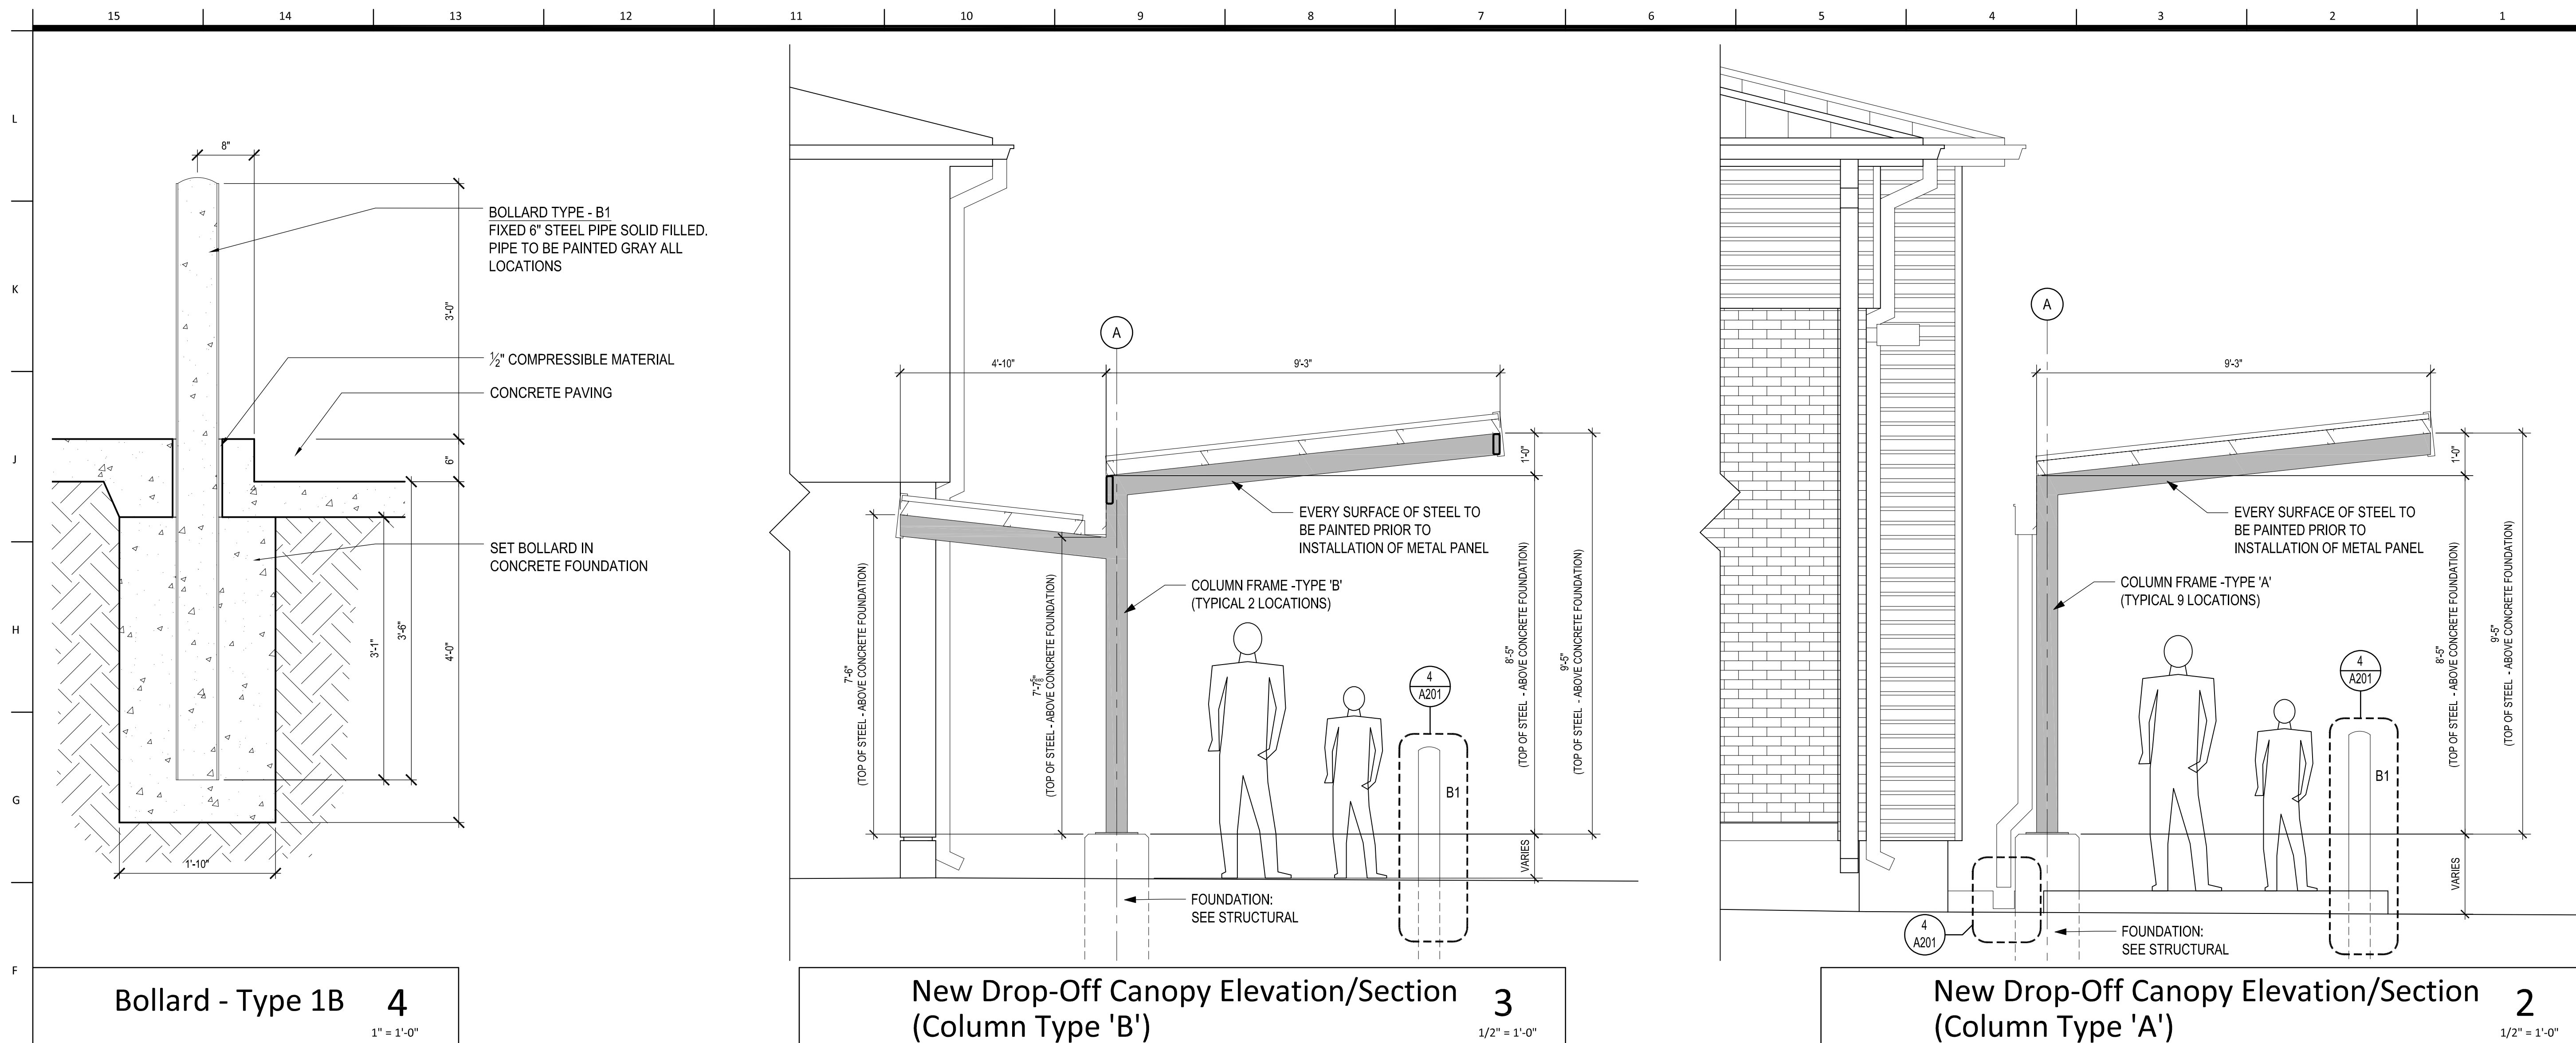 15 14 13 12 11 10 9 8 7 6 5 4 3 2 1
L
K
J
H
G
F
8"
BOLLARD TYPE - B1
FIXED 6" STEEL PIPE SOLID FILLED.
PIPE TO BE PAINTED GRAY ALL
LOCATIONS
3'-0"
½" COMPRESSIBLE MATERIAL
CONCRETE PAVING
6"
SET BOLLARD IN
CONCRETE FOUNDATION
3'-1"
3'-6"
4'-0"
1'-10"
Bollard - Type 1B 4
1" = 1'-0"
A
4'-10"
9'-3"
1'-0"
EVERY SURFACE OF STEEL TO
BE PAINTED PRIOR TO
INSTALLATION OF METAL PANEL
COLUMN FRAME -TYPE 'B'
(TYPICAL 2 LOCATIONS)
7'-6"
(TOP OF STEEL - ABOVE CONCRETE FOUNDATION)
(TOP OF STEEL - ABOVE CONCRETE FOUNDATION)
8'-5"
(TOP OF STEEL - ABOVE CONCRETE FOUNDATION)
9'-5"
(TOP OF STEEL - ABOVE CONCRETE FOUNDATION)
4
A201
B1
VARIES
FOUNDATION:
SEE STRUCTURAL
New Drop-Off Canopy Elevation/Section 3
(Column Type 'B')
1/2" = 1'-0"
A
9'-3"
1'-0"
EVERY SURFACE OF STEEL TO
BE PAINTED PRIOR TO
INSTALLATION OF METAL PANEL
COLUMN FRAME -TYPE 'A'
(TYPICAL 9 LOCATIONS)
8'-5"
(TOP OF STEEL - ABOVE CONCRETE FOUNDATION)
9'-5"
(TOP OF STEEL - ABOVE CONCRETE FOUNDATION)
4
A201
B1
VARIES
4
A201
FOUNDATION:
SEE STRUCTURAL
New Drop-Off Canopy Elevation/Section 2
(Column Type 'A')
1/2" = 1'-0"